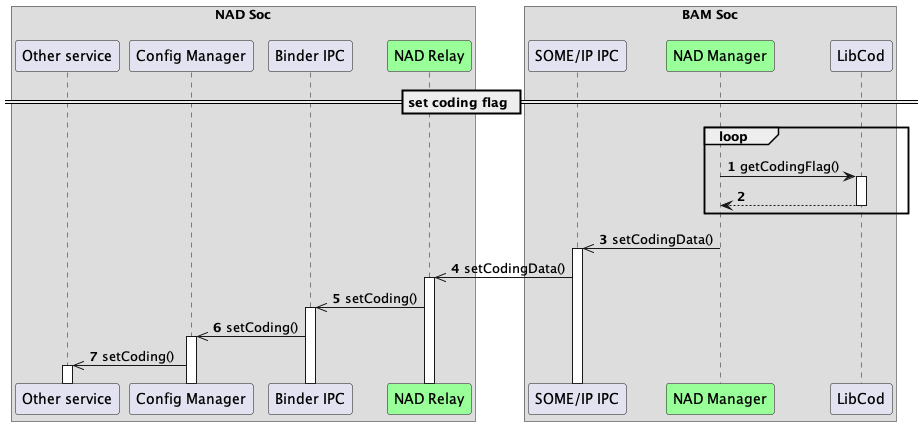 NAD Soc
BAM Soc
Other service
Config Manager
Binder IPC
NAD Relay
SOME/IP IPC
NAD Manager
LibCod
set coding flag
loop
1 getCodingFlag()
2
3 setCodingData()
4 setCodingData()
5 setCoding()
6 setCoding()
7 setCoding()
Other service
Config Manager
Binder IPC
NAD Relay
SOME/IP IPC
NAD Manager
LibCod